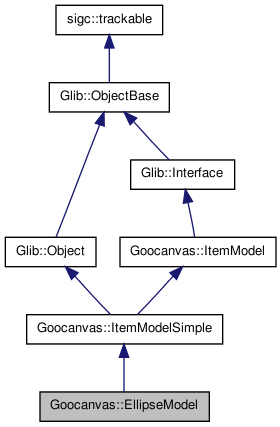 sigc::trackable
Glib::ObjectBase
Glib::Interface
Glib::Object
Goocanvas::ItemModel
Goocanvas::ItemModelSimple
Goocanvas::EllipseModel